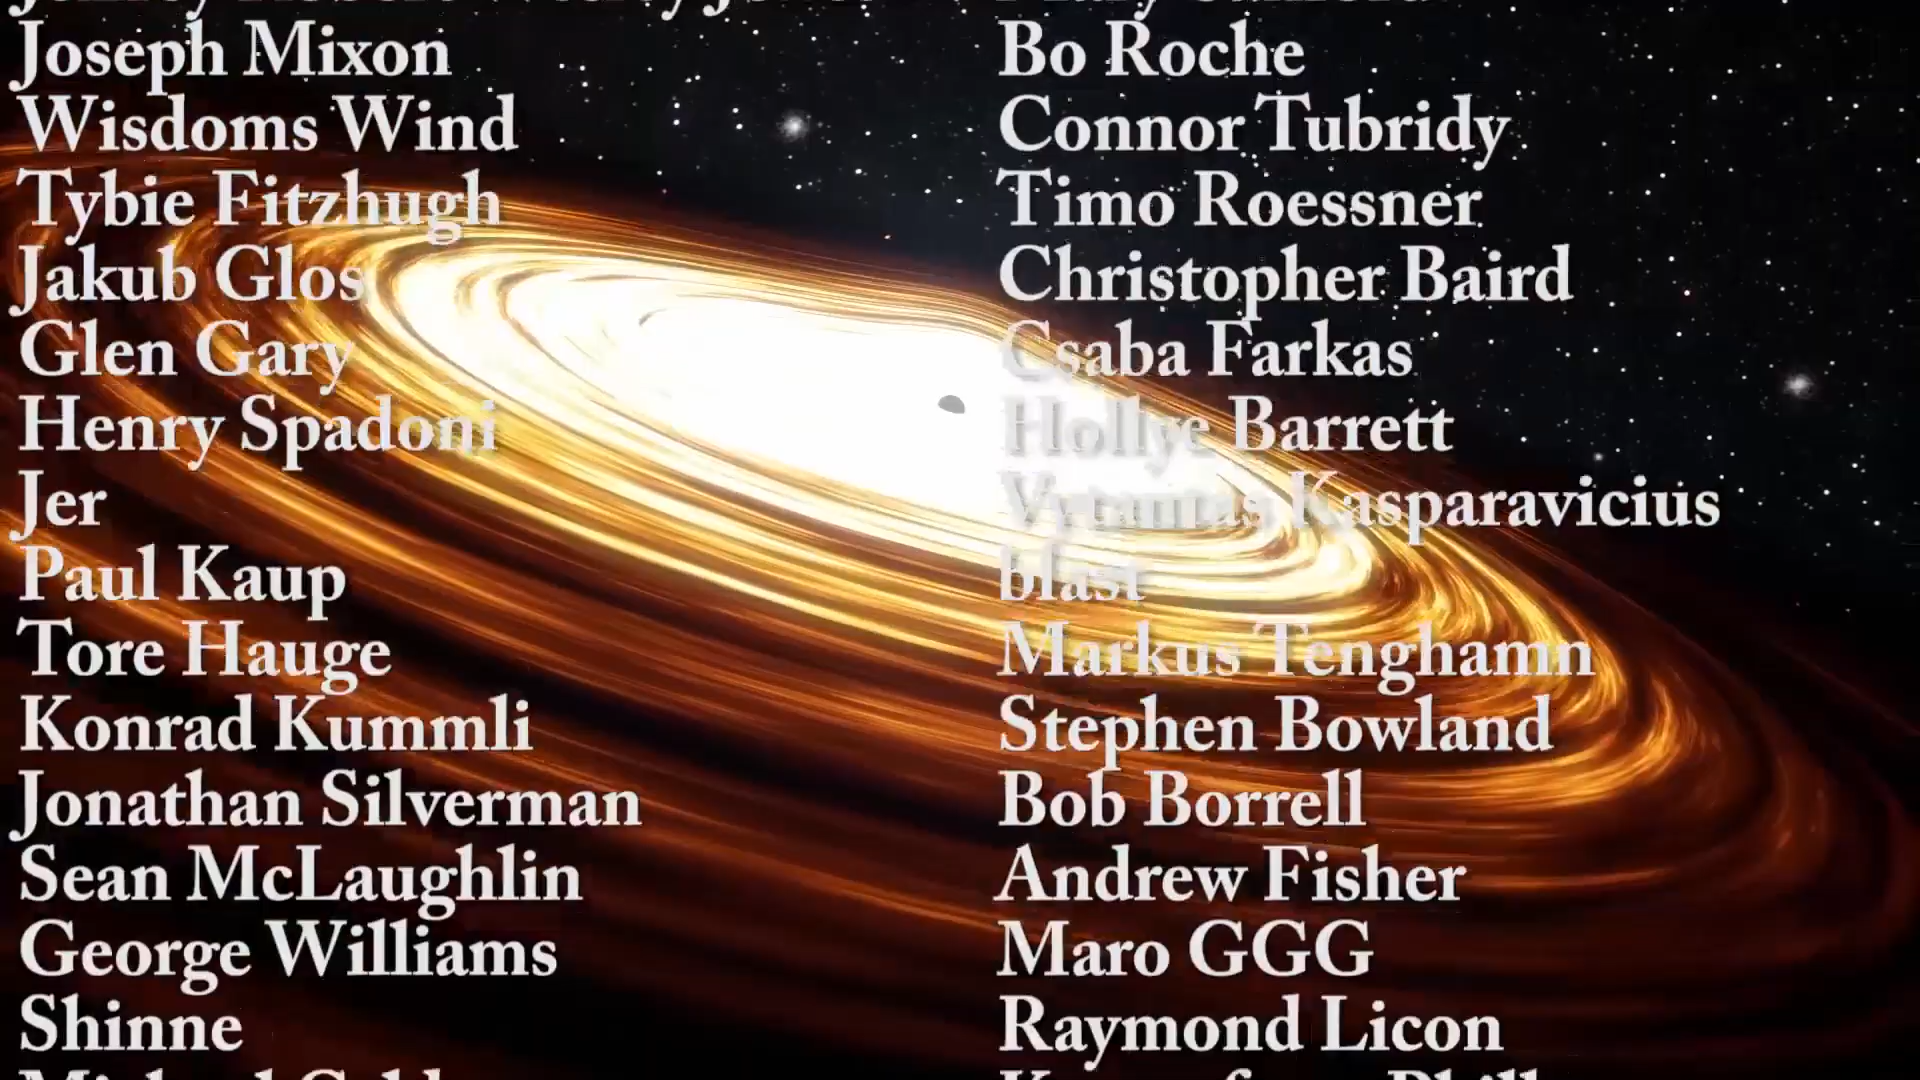 Joseph Mixon
Wisdoms Wind
Tybie Fitzhugh
Jakub Glos
Glen Gary
Henry Spadoni
Jer
Paul Kaup
Tore Hauge
Konrad Kummli
Jonathan Silverman
Sean McLaughlin
George Williams
Shinne
Bo Roche
Connor Tubridy
Timo Roessner
Christopher Baird
Csaba Farkas
Hollye Barrett
Kasparavicius
blast
Markus Tenghamn
Stephen Bowland
Bob Borrell
Andrew Fisher
Maro GGG
Raymond Licon